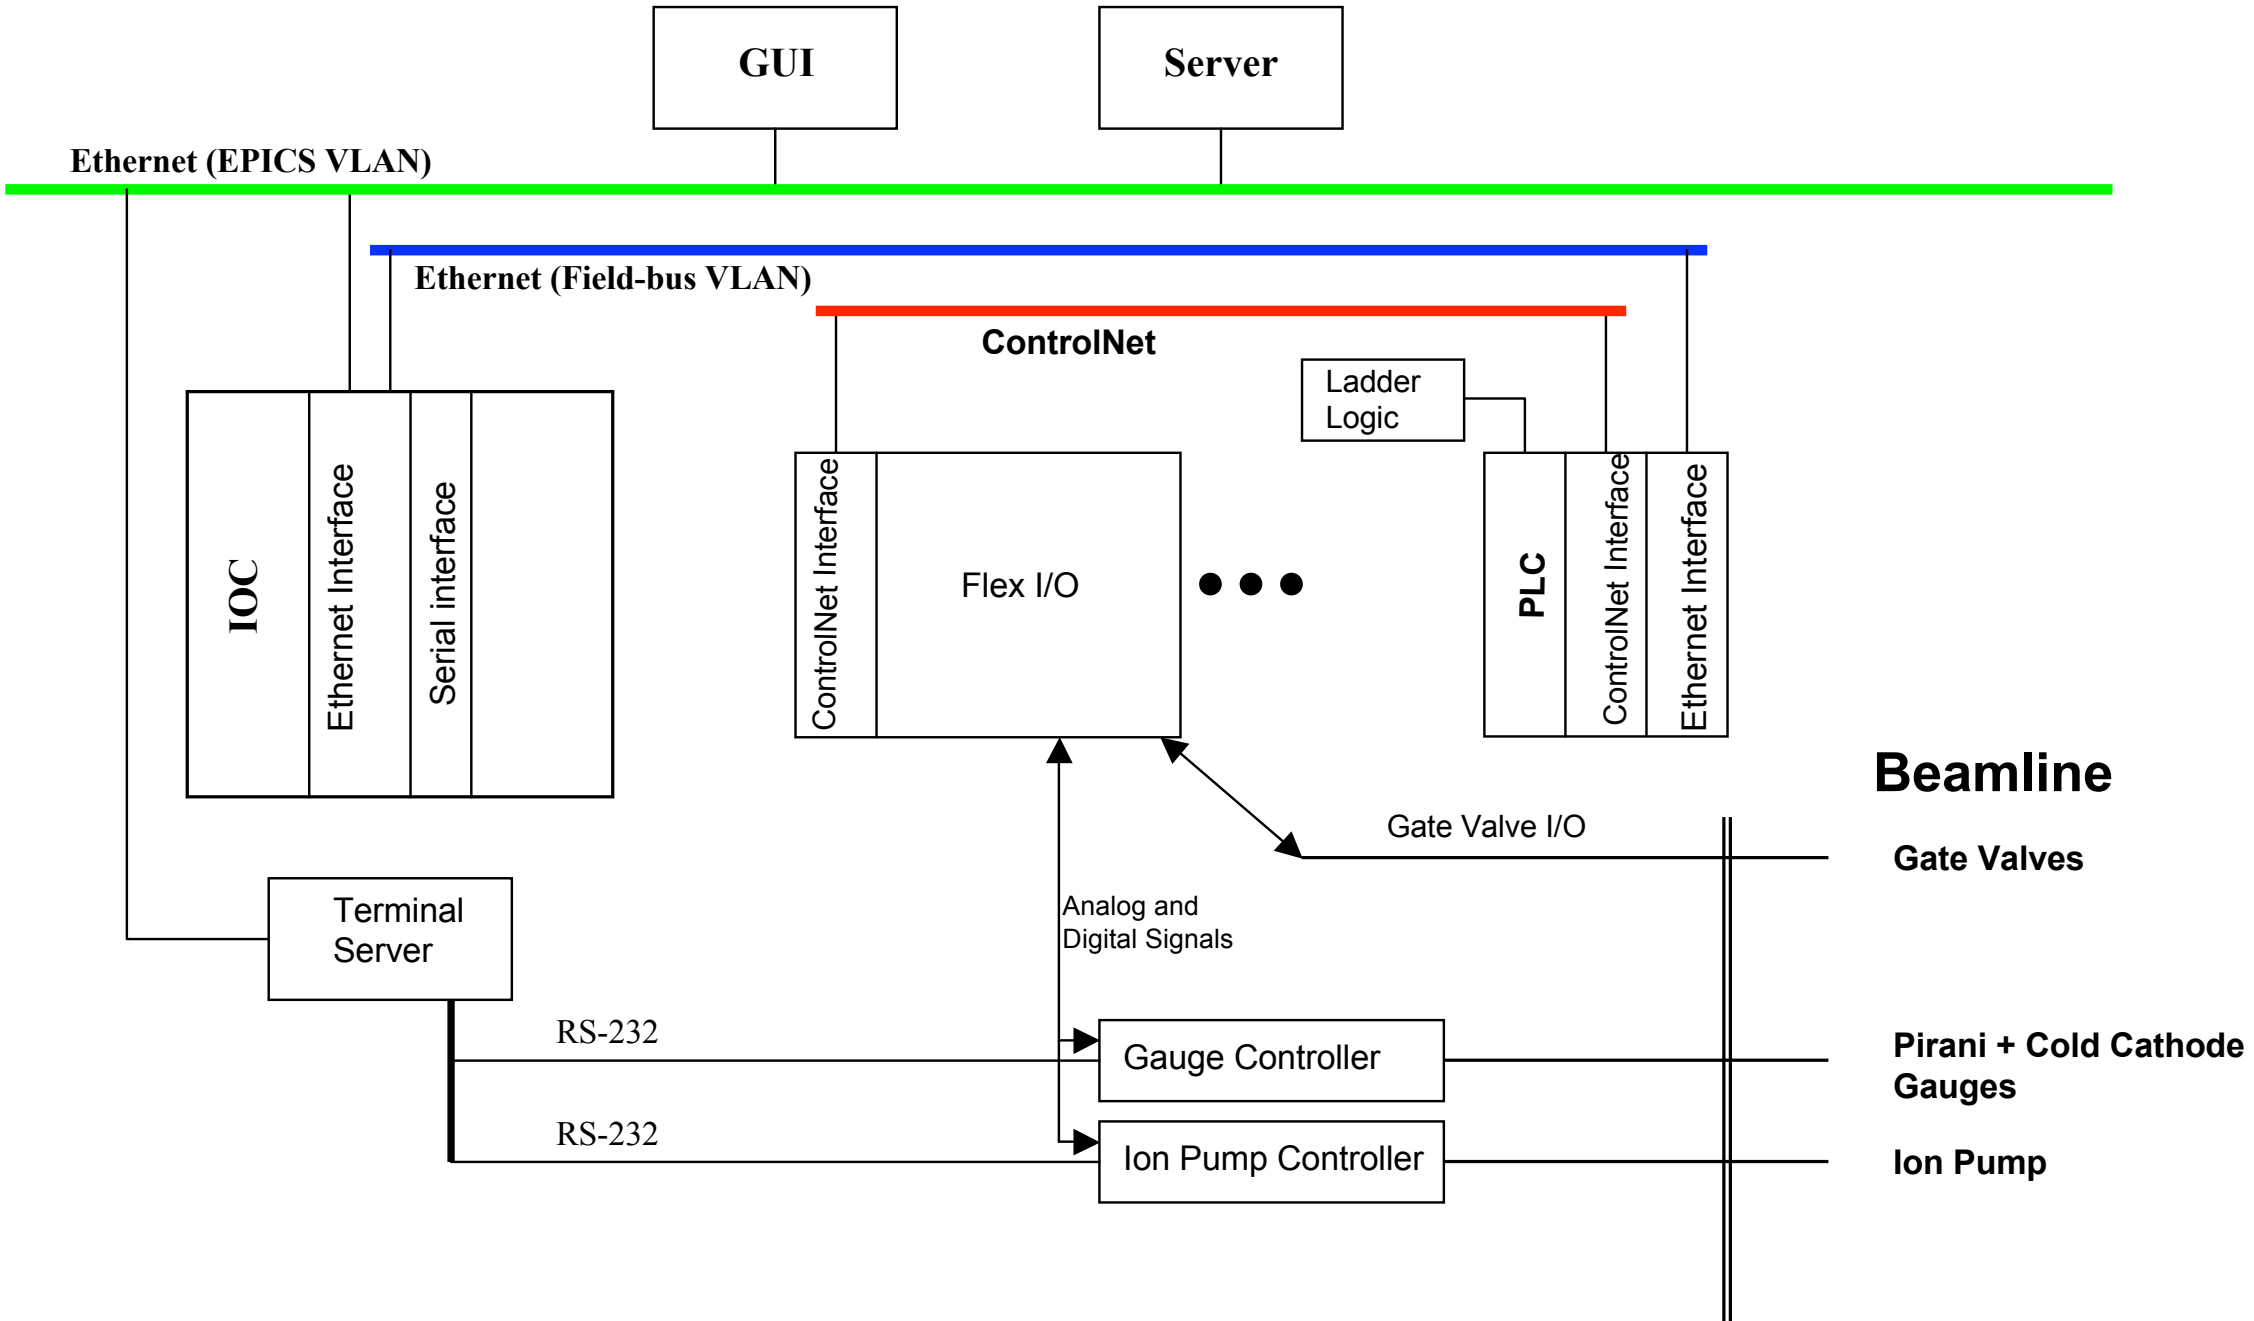 GUI
Server
Ethernet (EPICS VLAN)
Ethernet (Field-bus VLAN)
ControlNet
Ladder
Logic
IOC
Ethernet Interface
Serial interface
ControlNet Interface
Flex I/O
PLC
ControlNet Interface
Ethernet Interface
Beamline
Gate Valve I/O
Gate Valves
Terminal
Server
Analog and
Digital Signals
RS-232
Gauge Controller
Pirani + Cold Cathode
Gauges
RS-232
Ion Pump Controller
Ion Pump